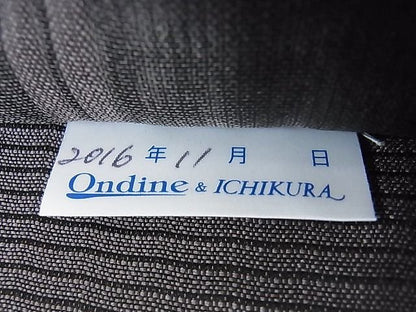 2016年11月　日
Ondine & ICHIKURA